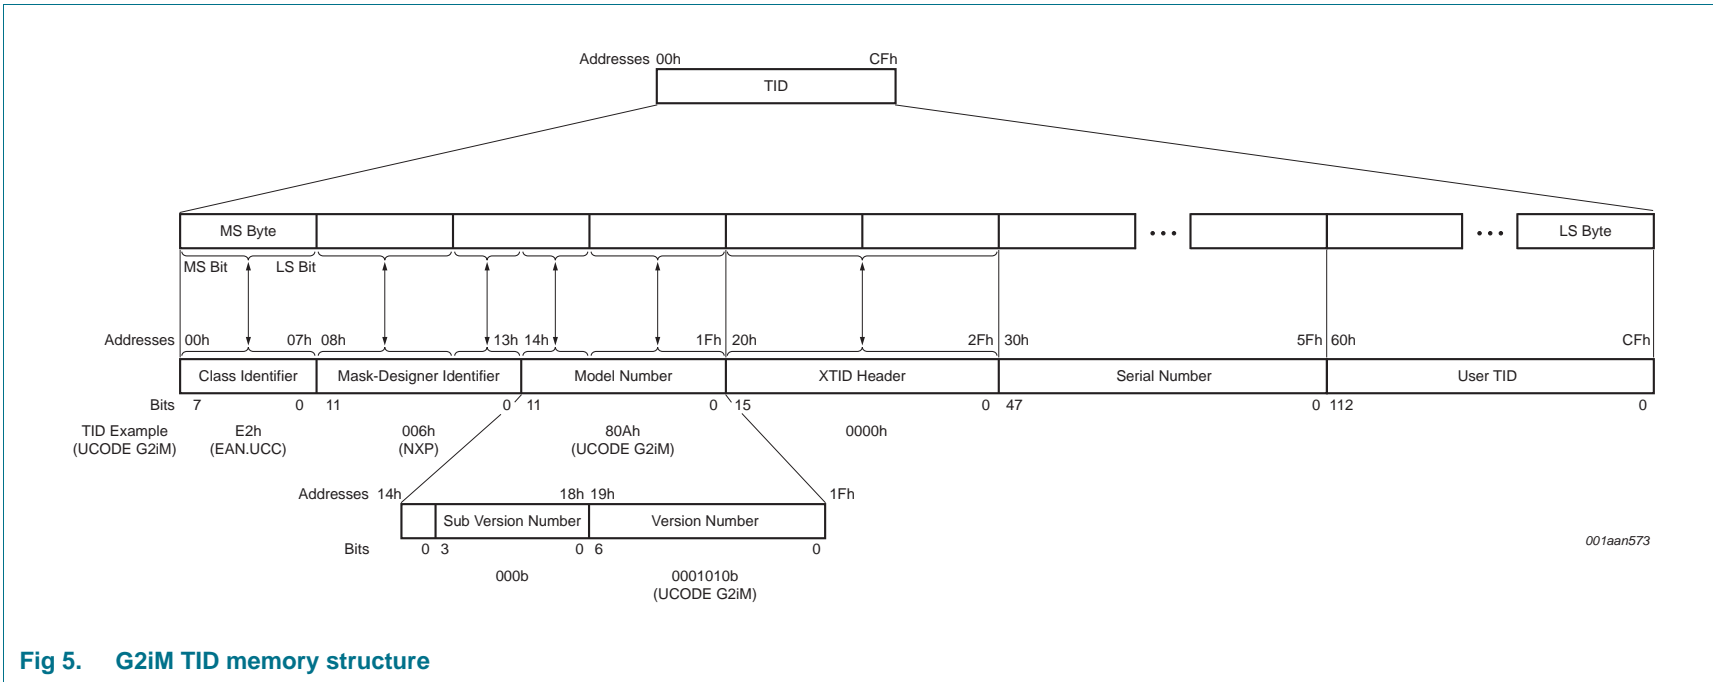 Addresses 00h CFh
TID
MS Byte LS Byte
MS Bit LS Bit
Addresses 00h 07h 08h 13h 14h 1Fh 20h 2Fh 30h 5Fh 60h CFh
Class Identifier Mask-Designer Identifier Model Number XTID Header Serial Number User TID
Bits 7 0 11 0 11 0 15 0 47 0 112 0
TID Example E2h 006h 80Ah 0000h
(UCODE G2iM) (EAN.UCC) (NXP) (UCODE G2iM)
Addresses 14h 18h 19h 1Fh
Sub Version Number Version Number
Bits 0 3 0 6 0
001aan573
000b 0001010b
(UCODE G2iM)
Fig 5. G2iM TID memory structure